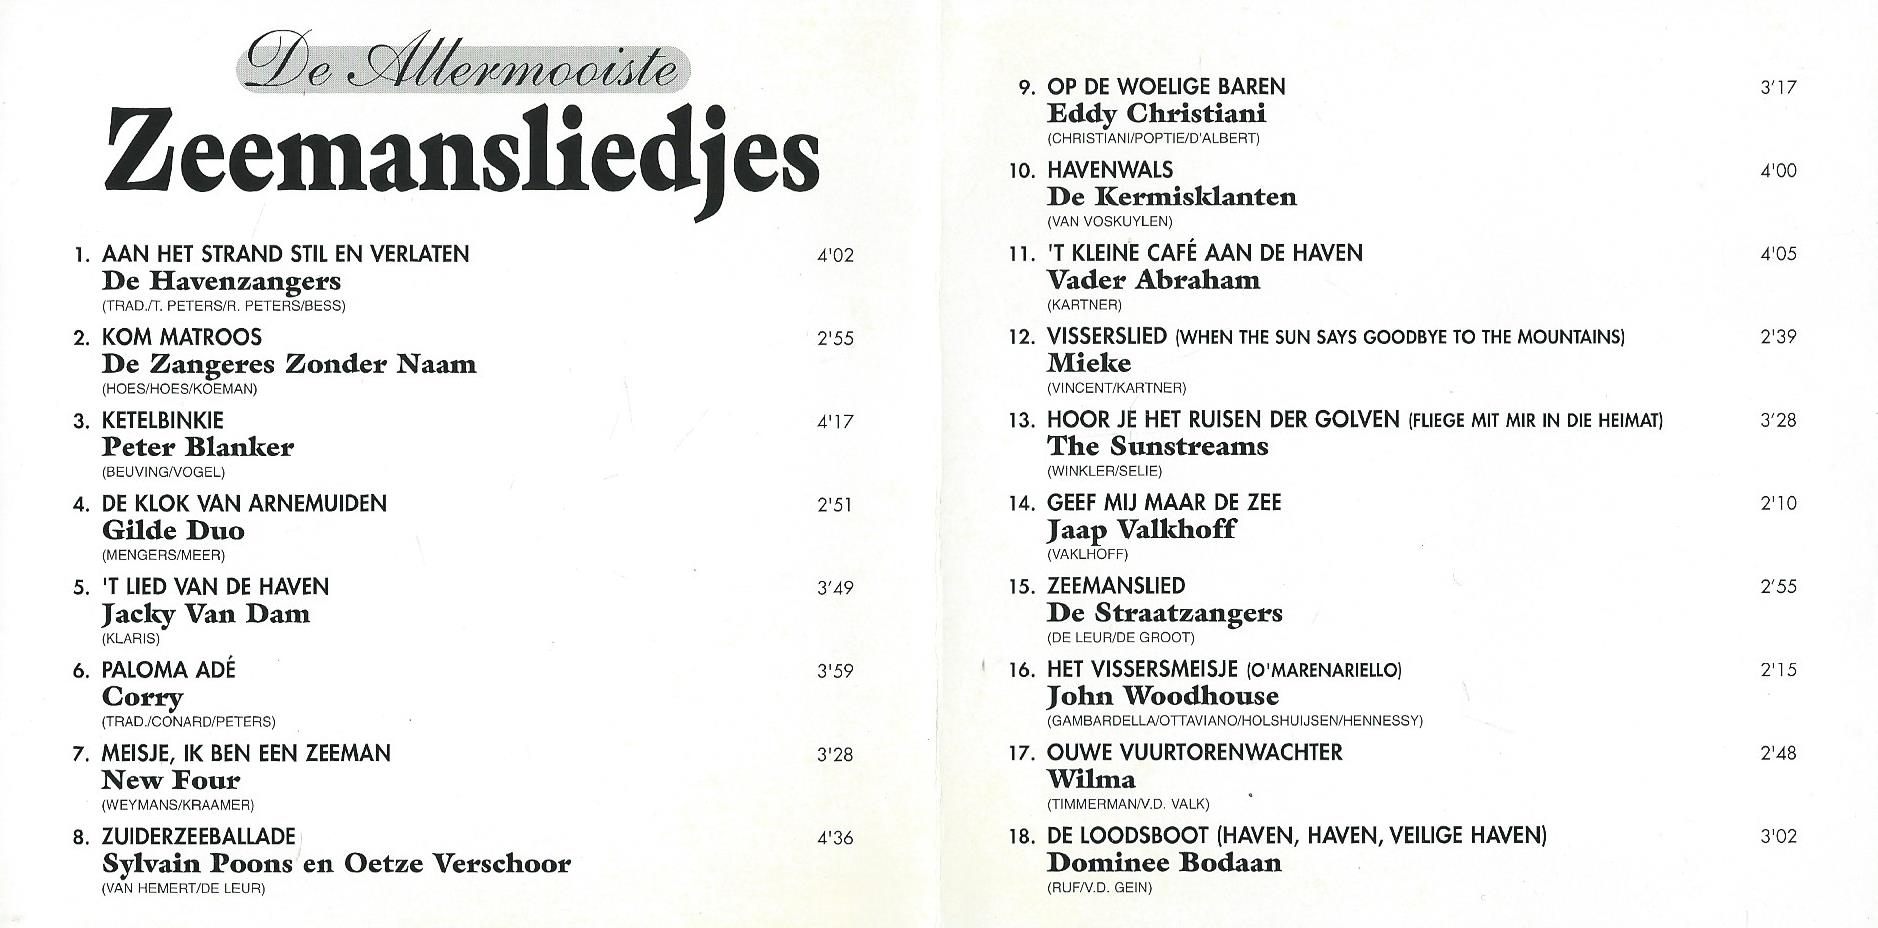 De Allermooiste
Zeemansliedjes
1. AAN HET STRAND STIL EN VERLATEN 4'02
De Havenzangers
(TRAD./T. PETERS/R. PETERS/BESS)
2. KOM MATROOS 2'55
De Zangeres Zonder Naam
(HOES/HOES/KOEMAN)
3. KETELBINKIE 4'17
Peter Blanker
(BEUVING/VOGEL)
4. DE KLOK VAN ARNEMUIDEN 2'51
Gilde Duo
(MENGERS/MEER)
5. 'T LIED VAN DE HAVEN 3'49
Jacky Van Dam
(KLARIS)
6. PALOMA ADÉ 3'59
Corry
(TRAD./CONARD/PETERS)
7. MEISJE, IK BEN EEN ZEEMAN 3'28
New Four
(WEYMANS/KRAAMER)
8. ZUIDERZEEBALLADE 4'36
Sylvain Poons en Oetze Verschoor
(VAN HEMERT/DE LEUR)
9. OP DE WOELIGE BAREN 3'17
Eddy Christiani
(CHRISTIANI/POPTIE/D'ALBERT)
10. HAVENWALS 4'00
De Kermisklanten
(VAN VOSKUYLEN)
11. 'T KLEINE CAFÉ AAN DE HAVEN 4'05
Vader Abraham
(KARTNER)
12. VISSERSLIED (WHEN THE SUN SAYS GOODBYE TO THE MOUNTAINS) 2'39
Mieke
(VINCENT/KARTNER)
13. HOOR JE HET RUISEN DER GOLVEN (FLIEGE MIT MIR IN DIE HEIMAT) 3'28
The Sunstreams
(WINKLER/SELIE)
14. GEEF MIJ MAAR DE ZEE 2'10
Jaap Valkhoff
(VAKLHOFF)
15. ZEEMANSLIED 2'55
De Straatzangers
(DE LEUR/DE GROOT)
16. HET VISSERSMEISJE (O'MARENARIELLO) 2'15
John Woodhouse
(GAMBARDELLA/OTTAVIANO/HOLSHUIJSEN/HENNESSY)
17. OUWE VUURTORENWACHTER 2'48
Wilma
(TIMMERMAN/V.D. VALK)
18. DE LOODSBOOT (HAVEN, HAVEN, VEILIGE HAVEN) 3'02
Dominee Bodaan
(RUF/V.D. GEIN)